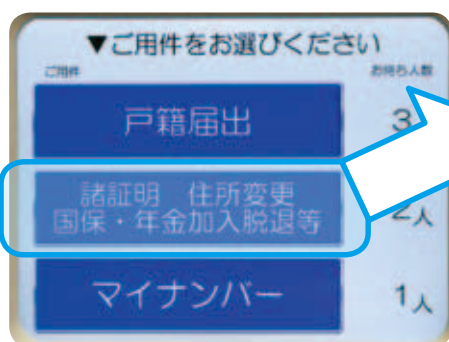 ▼ご用件をお選びください
ご用件 お待ち人数
戸籍届出 3
諸証明 住所変更
国保・年金加入脱退等 2人
マイナンバー 1人